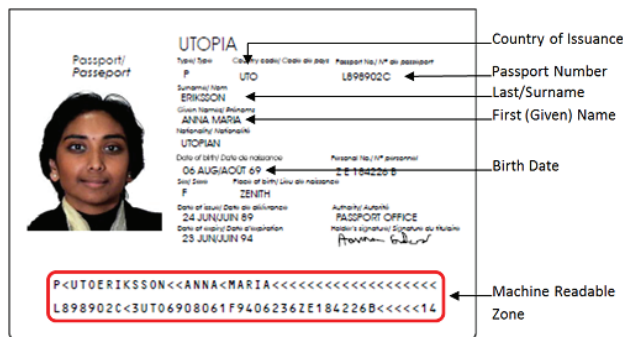 UTOPIA
Passport/
Passeport
Type/ Type Country code/ Code du pays Passport No./ N° de passeport
P UTO L898902C
Surname/ Nom
ERIKSSON
Given Names/ Prénoms
ANNA MARIA
Nationality/ Nationalité
UTOPIAN
Date of birth/ Date de naissance Personal No./ N° personnel
06 AUG/AOÛT 69 Z E 184226 B
Sex/ Sexe Place of birth/ Lieu de naissance
F ZENITH
Date of issue/ Date de délivrance Authority/ Autorité
24 JUN/JUIN 89 PASSPORT OFFICE
Date of expiry/ Date d'expiration Holder's signature/ Signature du titulaire
23 JUN/JUIN 94
P<UTOERIKSSON<<ANNA<MARIA<<<<<<<<<<<<<<<<<<<
L898902C<3UTO6908061F9406236ZE184226B<<<<<14
Country of Issuance
Passport Number
Last/Surname
First (Given) Name
Birth Date
Machine Readable
Zone